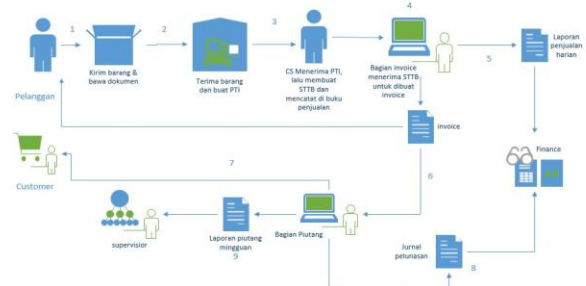 1
2
3
4
5
Kirim barang &
bawa dokumen
Terima barang
dan buat PTI
CS Menerima PTI,
lalu membuat
STTB dan
mencatat di buku
penjualan
Bagian invoice
menerima STTB
untuk dibuat
invoice
Laporan
penjualan
harian
Pelanggan
invoice
Finance
7
6
Customer
supervisior
Laporan piutang
mingguan
9
Bagian Piutang
Jurnal
pelunasan
8